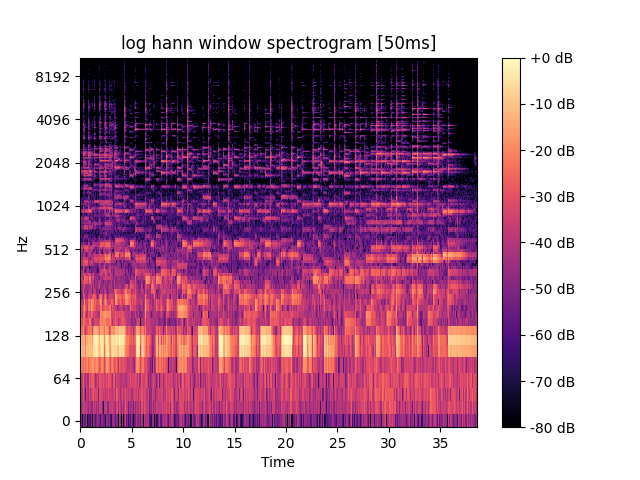 log hann window spectrogram [50ms]
8192
4096
2048
1024
512
256
128
64
0
Hz
0 5 10 15 20 25 30 35
Time
+0 dB
-10 dB
-20 dB
-30 dB
-40 dB
-50 dB
-60 dB
-70 dB
-80 dB